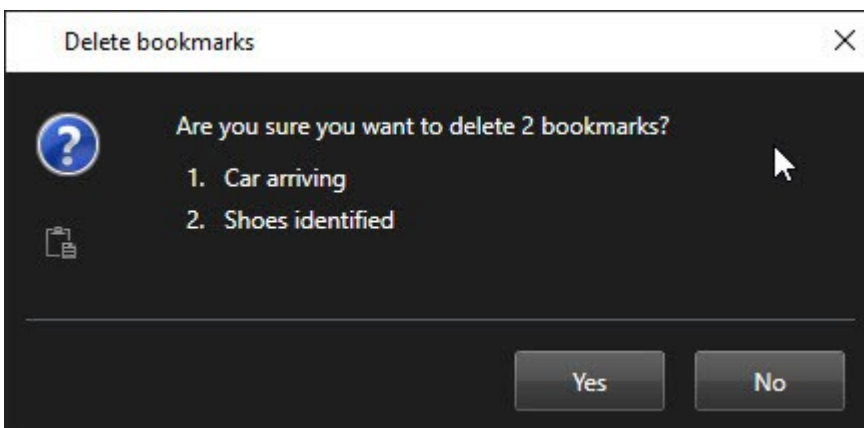 Delete bookmarks
Are you sure you want to delete 2 bookmarks?
1. Car arriving
2. Shoes identified
Yes
No